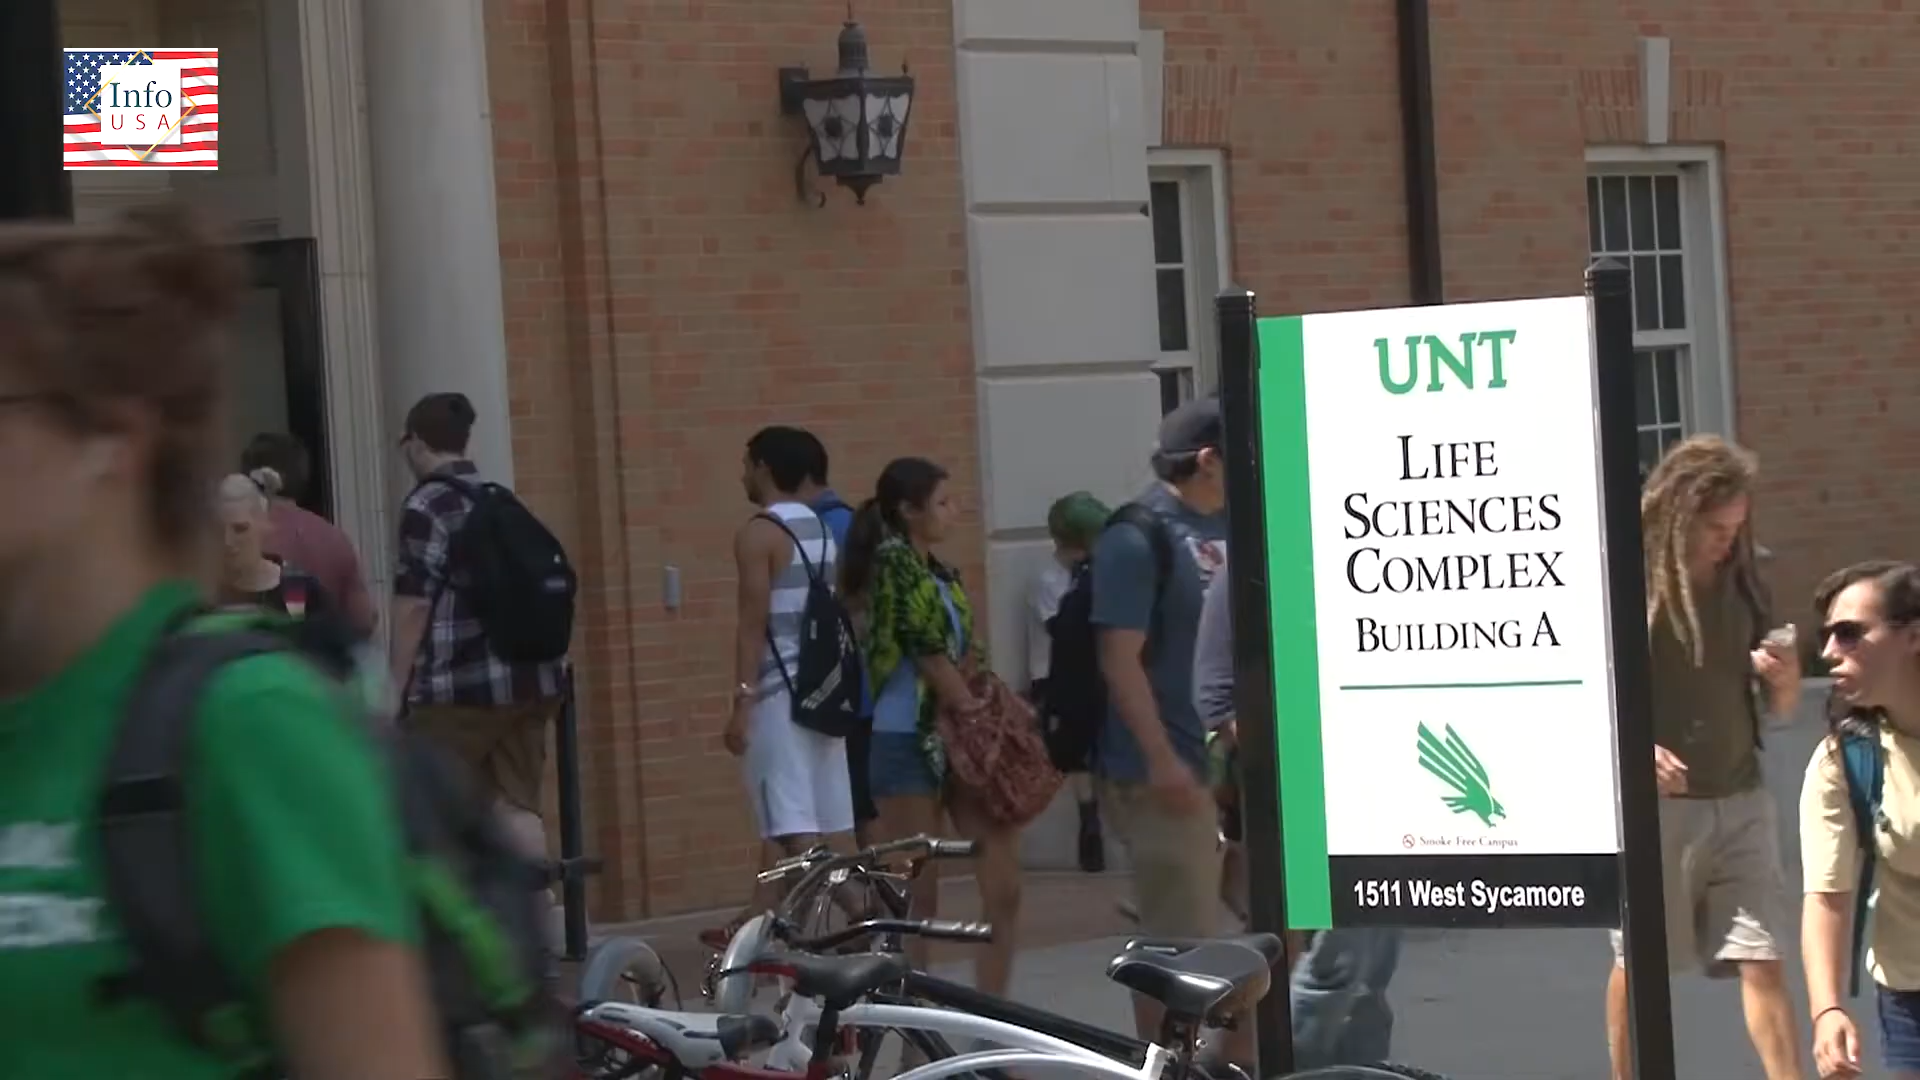 Info
USA
UNT
LIFE
SCIENCES
COMPLEX
BUILDING A
Smoke Free Campus
1511 West Sycamore